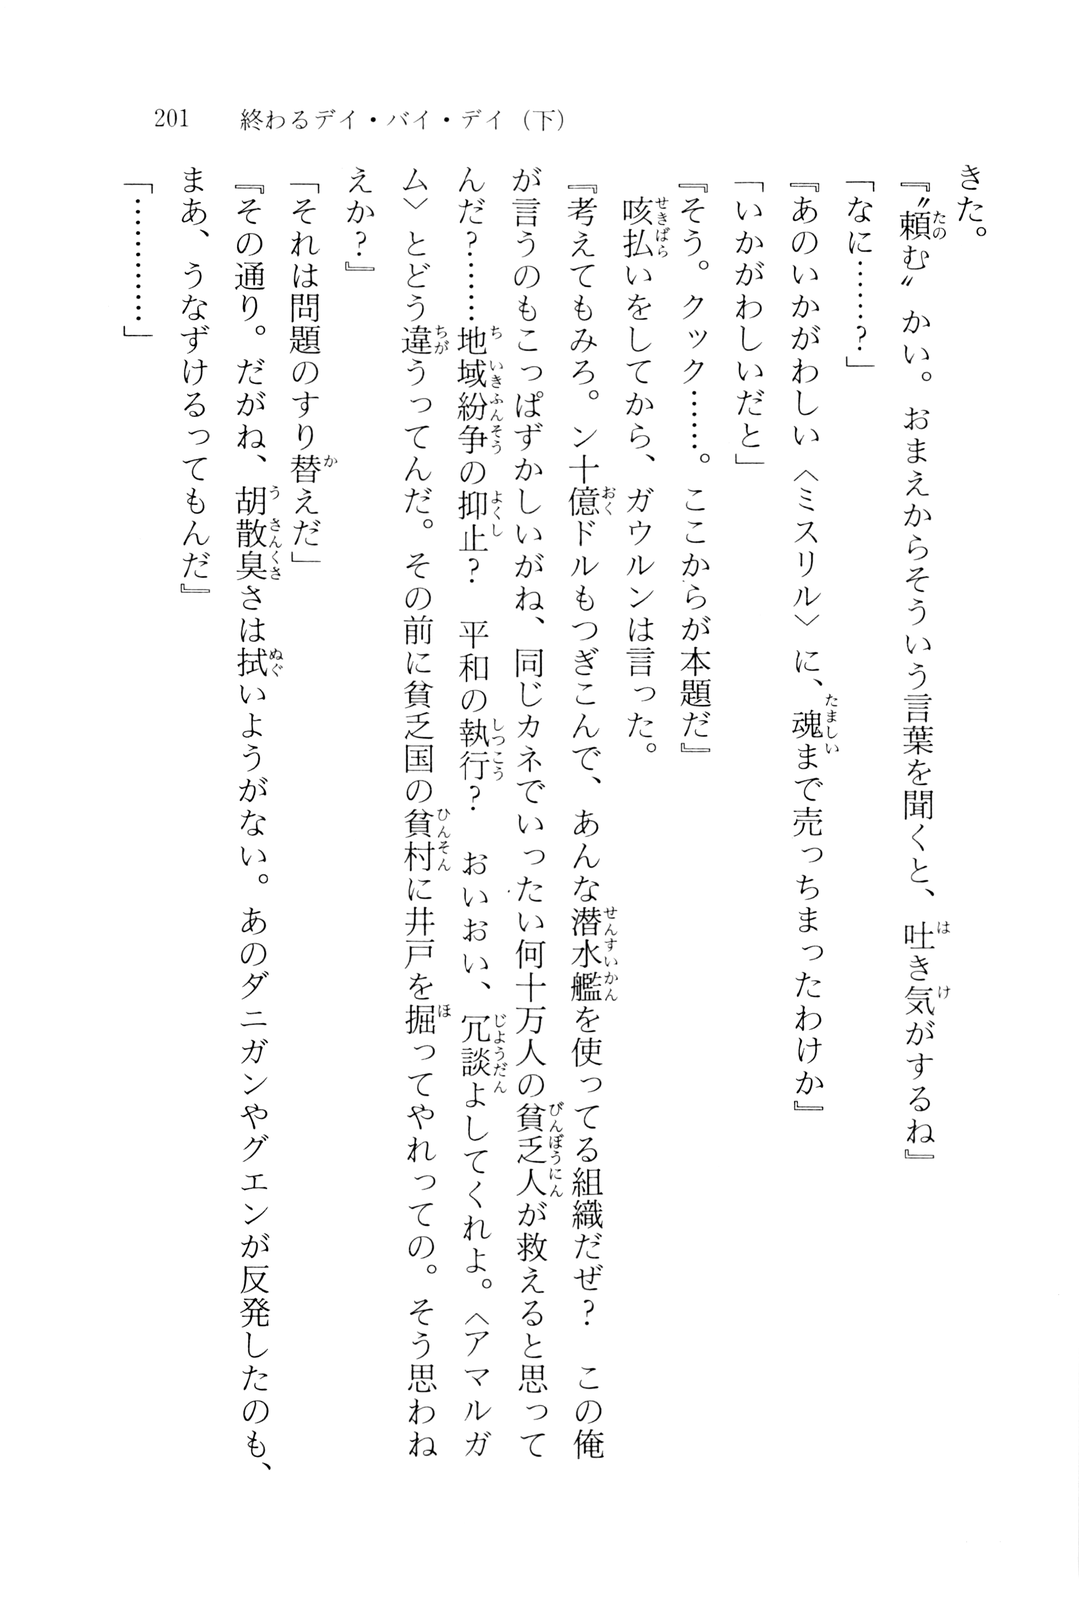 201 終わるデイ・バイ・デイ（下）
きた。
『〝頼む〟かい。おまえからそういう言葉を聞くと、吐き気がするね』
「なに……？」
『あのいかがわしい〈ミスリル〉に、魂まで売っちまったわけか』
「いかがわしいだと」
『そう。クック……。ここからが本題だ』
　咳払いをしてから、ガウルンは言った。
『考えてもみろ。ン十億ドルもつぎこんで、あんな潜水艦を使ってる組織だぜ？　この俺
が言うのもこっぱずかしいがね、同じカネでいったい何十万人の貧乏人が救えると思って
んだ？……地域紛争の抑止？　平和の執行？　おいおい、冗談よしてくれよ。〈アマルガ
ム〉とどう違うってんだ。その前に貧乏国の貧村に井戸を掘ってやれっての。そう思わね
えか？』
「それは問題のすり替えだ」
『その通り。だがね、胡散臭さは拭いようがない。あのダニガンやグエンが反発したのも、
まあ、うなずけるってもんだ』
「…………」